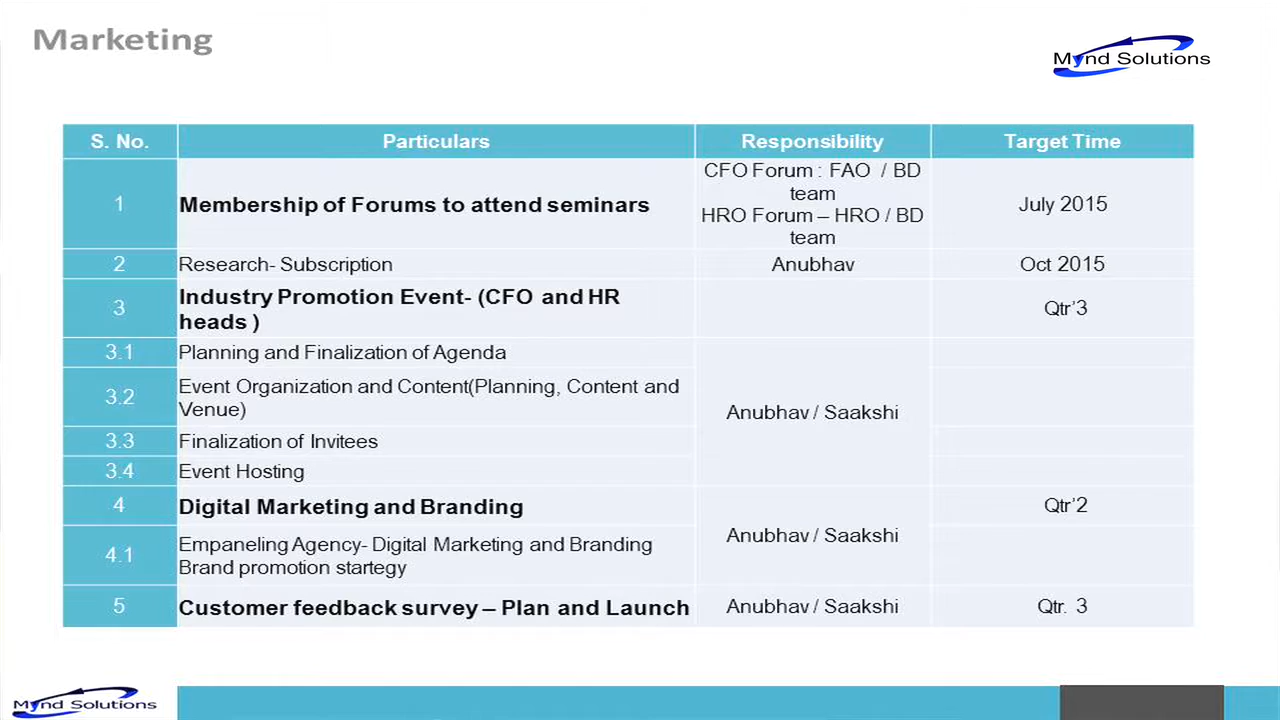 Marketing
Mynd Solutions
S. No. Particulars Responsibility Target Time
1 Membership of Forums to attend seminars CFO Forum : FAO / BD team HRO Forum – HRO / BD team July 2015
2 Research- Subscription Anubhav Oct 2015
3 Industry Promotion Event- (CFO and HR heads ) Qtr'3
3.1 Planning and Finalization of Agenda
3.2 Event Organization and Content(Planning, Content and Venue) Anubhav / Saakshi
3.3 Finalization of Invitees
3.4 Event Hosting
4 Digital Marketing and Branding Qtr'2
Anubhav / Saakshi
4.1 Empaneling Agency- Digital Marketing and Branding
Brand promotion startegy
5 Customer feedback survey – Plan and Launch Anubhav / Saakshi Qtr. 3
Mynd Solutions